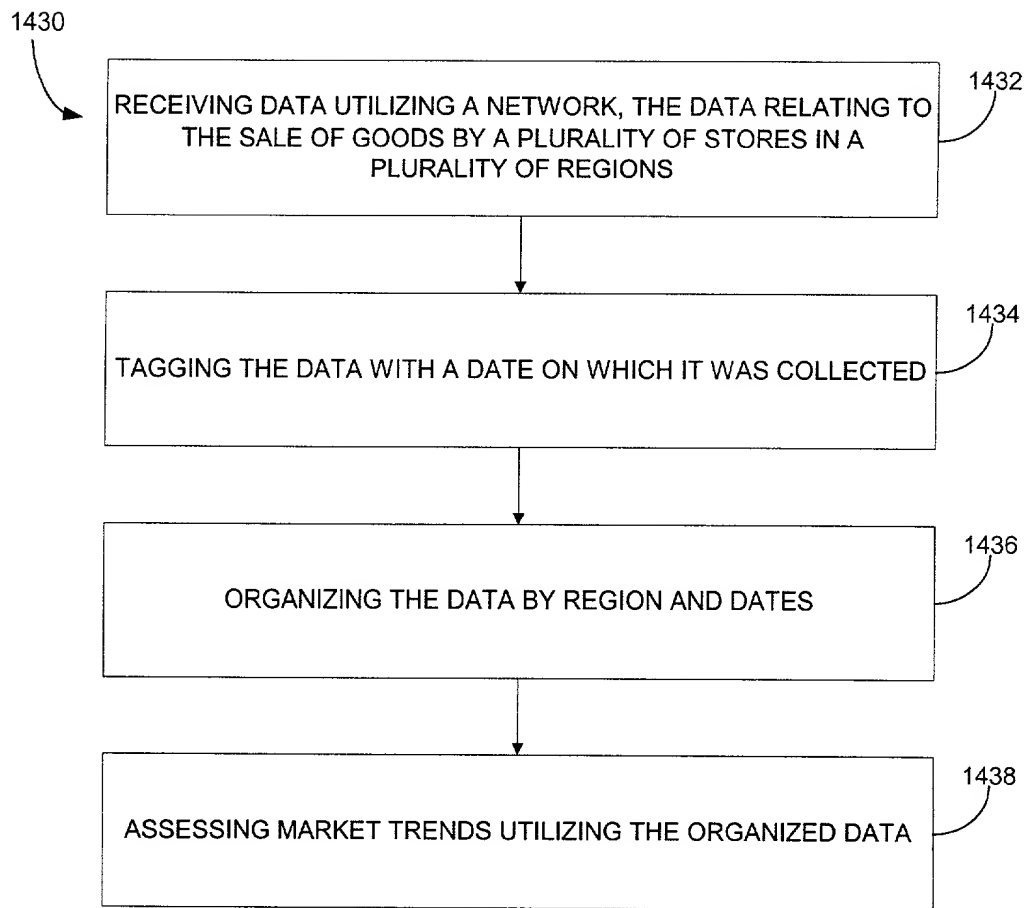 1430
1432
RECEIVING DATA UTILIZING A NETWORK, THE DATA RELATING TO
THE SALE OF GOODS BY A PLURALITY OF STORES IN A
PLURALITY OF REGIONS
1434
TAGGING THE DATA WITH A DATE ON WHICH IT WAS COLLECTED
1436
ORGANIZING THE DATA BY REGION AND DATES
1438
ASSESSING MARKET TRENDS UTILIZING THE ORGANIZED DATA